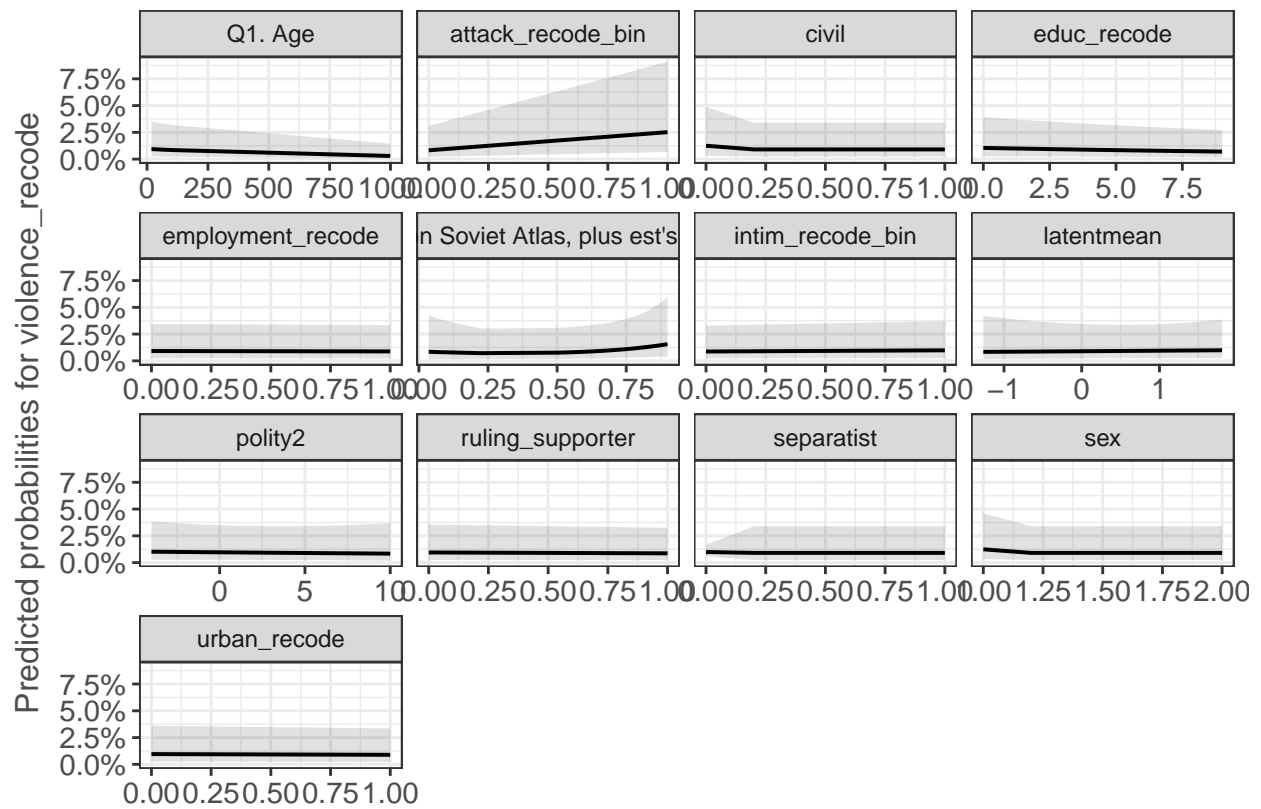 Predicted probabilities for violence_recode
Q1. Age
attack_recode_bin
civil
educ_recode
7.5%
5.0%
2.5%
0.0%
0 250 500 750 1000
0.00 0.25 0.50 0.75 1.00
0.00 0.25 0.50 0.75 1.00
0.0 2.5 5.0 7.5
employment_recode
n Soviet Atlas, plus est's
intim_recode_bin
latentmean
7.5%
5.0%
2.5%
0.0%
0.00 0.25 0.50 0.75 1.00
0.00 0.25 0.50 0.75
0.00 0.25 0.50 0.75 1.00
−1 0 1
polity2
ruling_supporter
separatist
sex
7.5%
5.0%
2.5%
0.0%
0 5 10
0.00 0.25 0.50 0.75 1.00
0.00 0.25 0.50 0.75 1.00
1.00 1.25 1.50 1.75 2.00
urban_recode
7.5%
5.0%
2.5%
0.0%
0.00 0.25 0.50 0.75 1.00